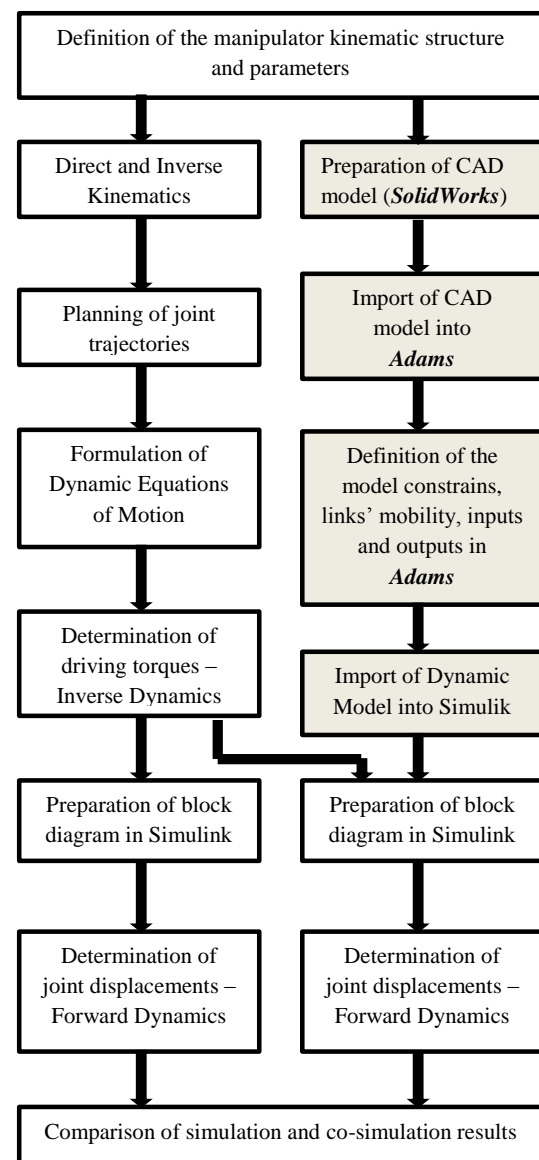 Definition of the manipulator kinematic structure
and parameters
Direct and Inverse
Kinematics
Preparation of CAD
model (SolidWorks)
Planning of joint
trajectories
Import of CAD
model into
Adams
Formulation of
Dynamic Equations
of Motion
Definition of the
model constrains,
links’ mobility, inputs
and outputs in
Adams
Determination of
driving torques –
Inverse Dynamics
Import of Dynamic
Model into Simulik
Preparation of block
diagram in Simulink
Preparation of block
diagram in Simulink
Determination of
joint displacements –
Forward Dynamics
Determination of
joint displacements –
Forward Dynamics
Comparison of simulation and co-simulation results